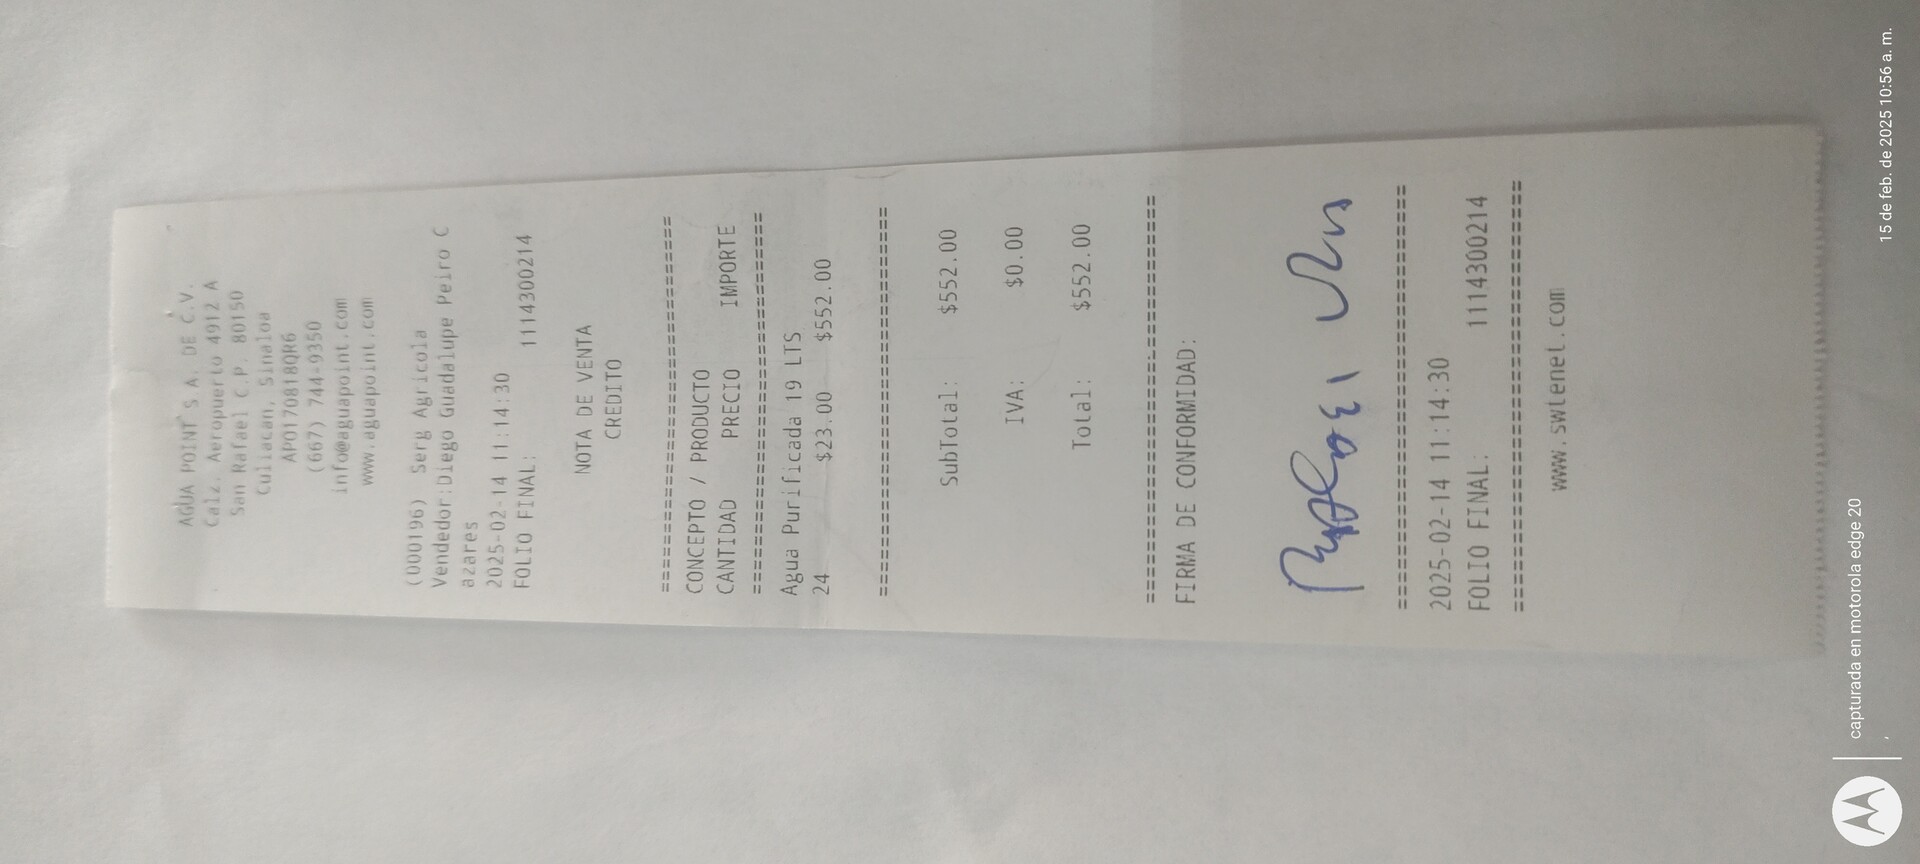 AGUA POINT S A. DE C.V.
Calz. Aeropuerto 4912 A
San Rafael C.P. 80150
Culiacan, Sinaloa
APO170818QR6
(667) 744-9350
info@aguapoint.com
www.aguapoint.com
(000196) Serg Agricola
Vendedor:Diego Guadalupe Peiro C
azares
2025-02-14 11:14:30
FOLIO FINAL: 1114300214
NOTA DE VENTA
CREDITO
================================
CONCEPTO / PRODUCTO
CANTIDAD PRECIO IMPORTE
================================
Agua Purificada 19 LTS
24 $23.00 $552.00
================================
SubTotal: $552.00
IVA: $0.00
Total: $552.00
================================
FIRMA DE CONFORMIDAD:
================================
2025-02-14 11:14:30
FOLIO FINAL: 1114300214
================================
www.swtenet.com
capturada en motorola edge 20
15 de feb. de 2025 10:56 a. m.